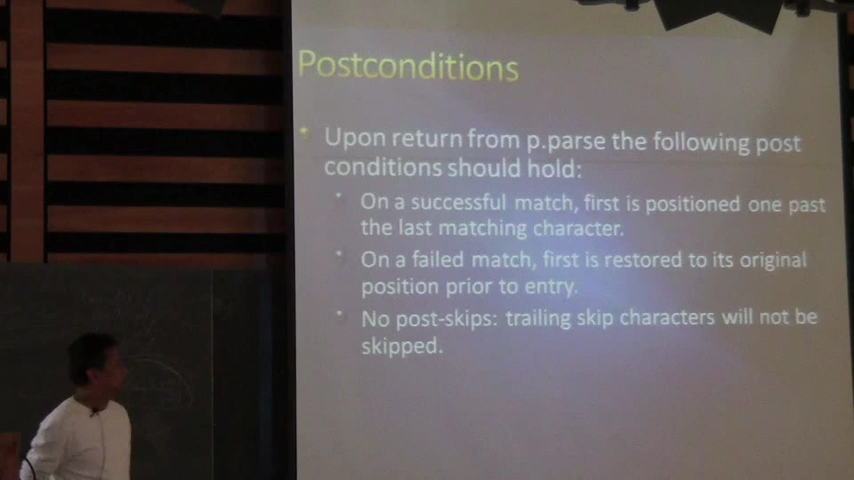 Postconditions
Upon return from p.parse the following post
conditions should hold:
On a successful match, first is positioned one past
the last matching character.
On a failed match, first is restored to its original
position prior to entry.
No post-skips: trailing skip characters will not be
skipped.